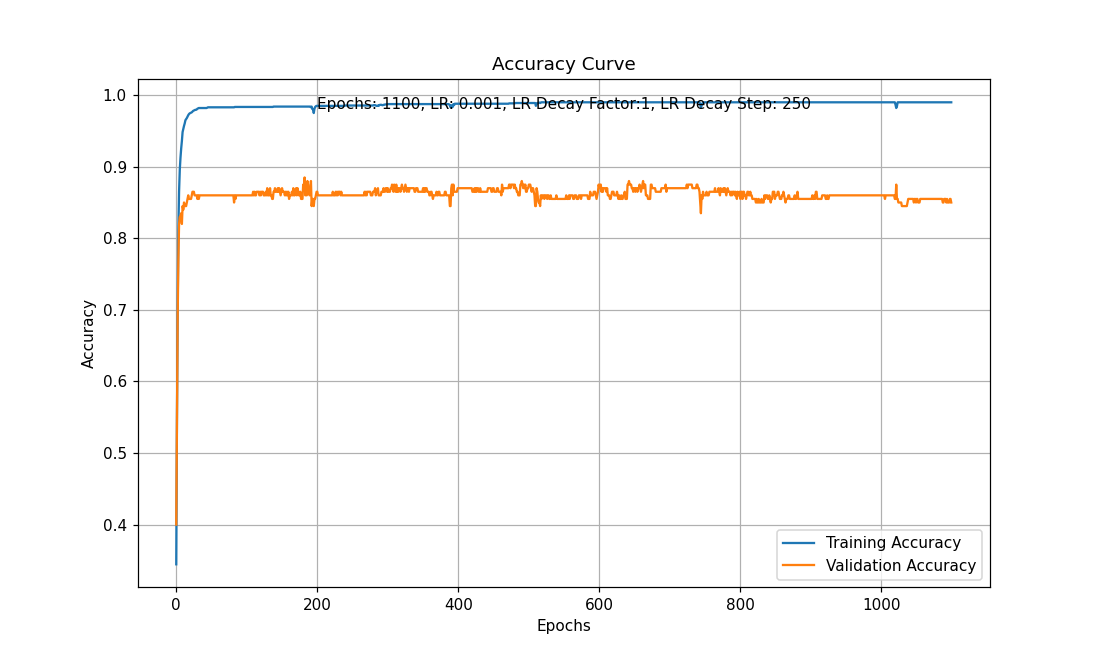 Accuracy Curve
Epochs: 1100, LR: 0.001, LR Decay Factor:1, LR Decay Step: 250
Accuracy
1.0
0.9
0.8
0.7
0.6
0.5
0.4
Training Accuracy
Validation Accuracy
0 200 400 600 800 1000
Epochs